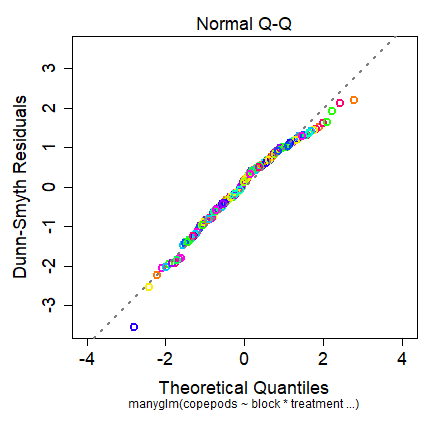 Normal Q-Q
Dunn-Smyth Residuals
3
2
1
0
-1
-2
-3
-4 -2 0 2 4
Theoretical Quantiles
manyglm(copepods ~ block * treatment ...)